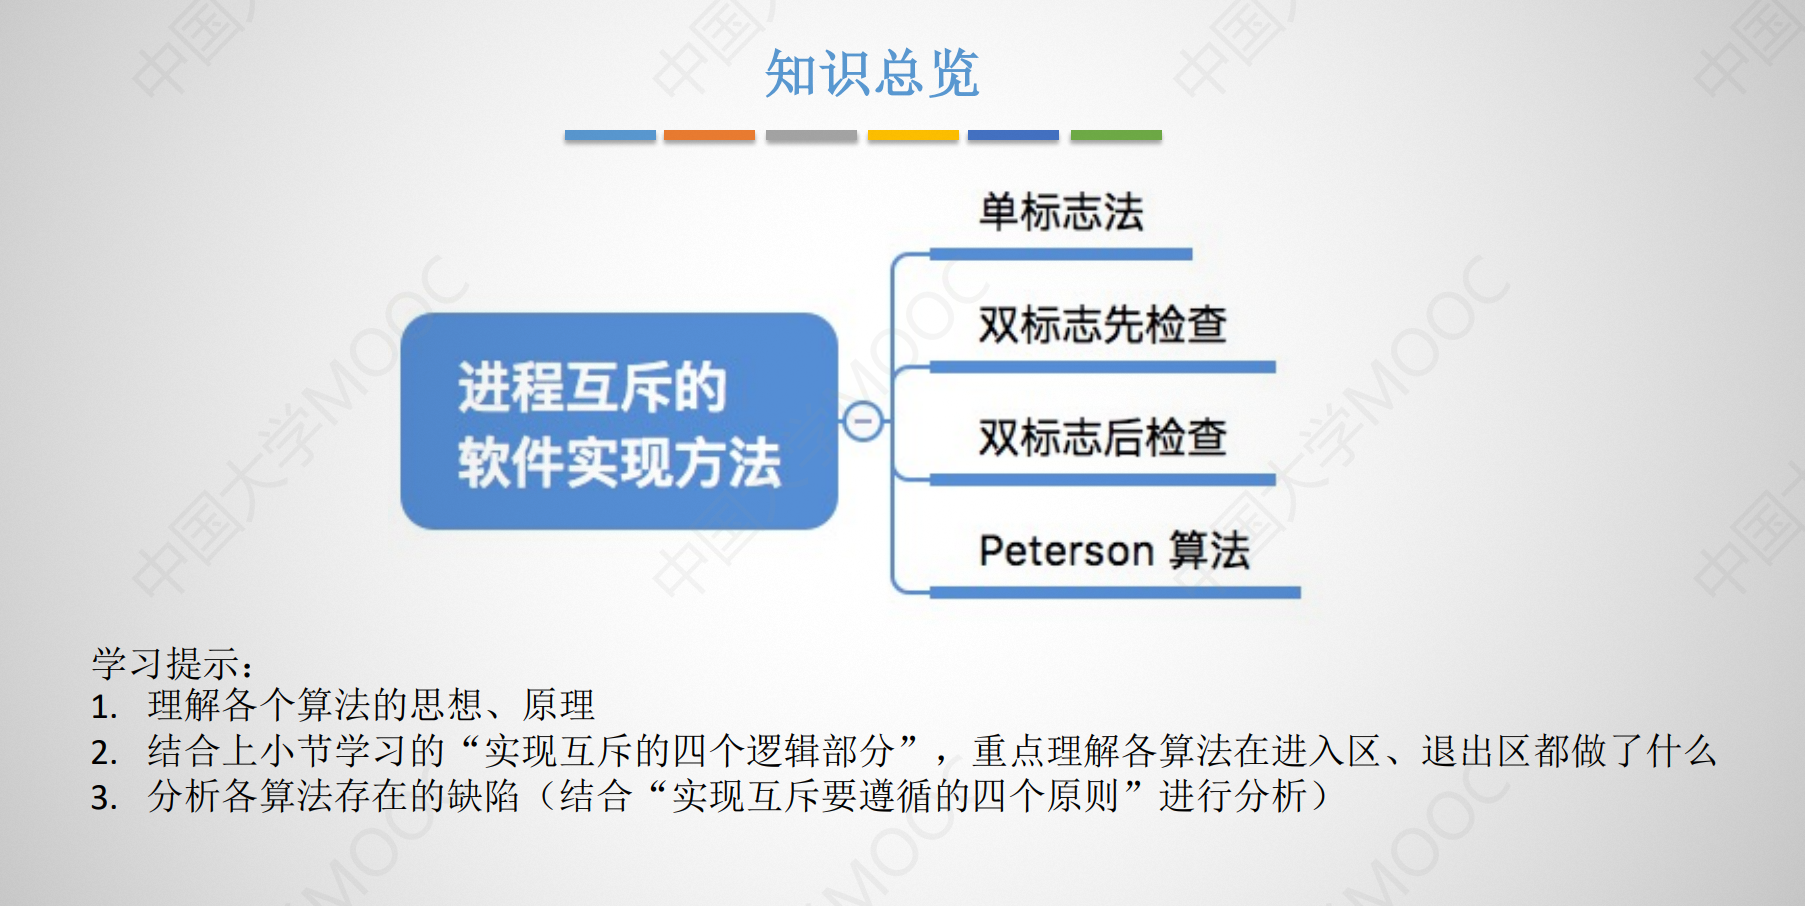 知识总览
单标志法
双标志先检查
进程互斥的
软件实现方法
双标志后检查
Peterson 算法
学习提示：
1. 理解各个算法的思想、原理
2. 结合上小节学习的“实现互斥的四个逻辑部分”，重点理解各算法在进入区、退出区都做了什么
3. 分析各算法存在的缺陷（结合“实现互斥要遵循的四个原则”进行分析）
中国大学MOOC